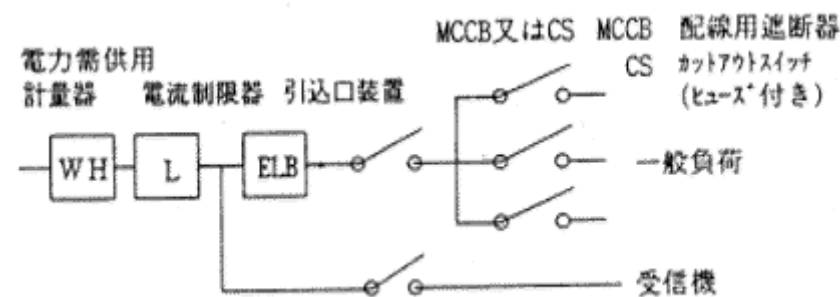 MCCB又はCS MCCB 配線用遮断器
CS カットアウトスイッチ
(ヒューズ付き)
電力需供用
計量器 電流制限器 引込口装置
WH L ELB
一般負荷
受信機